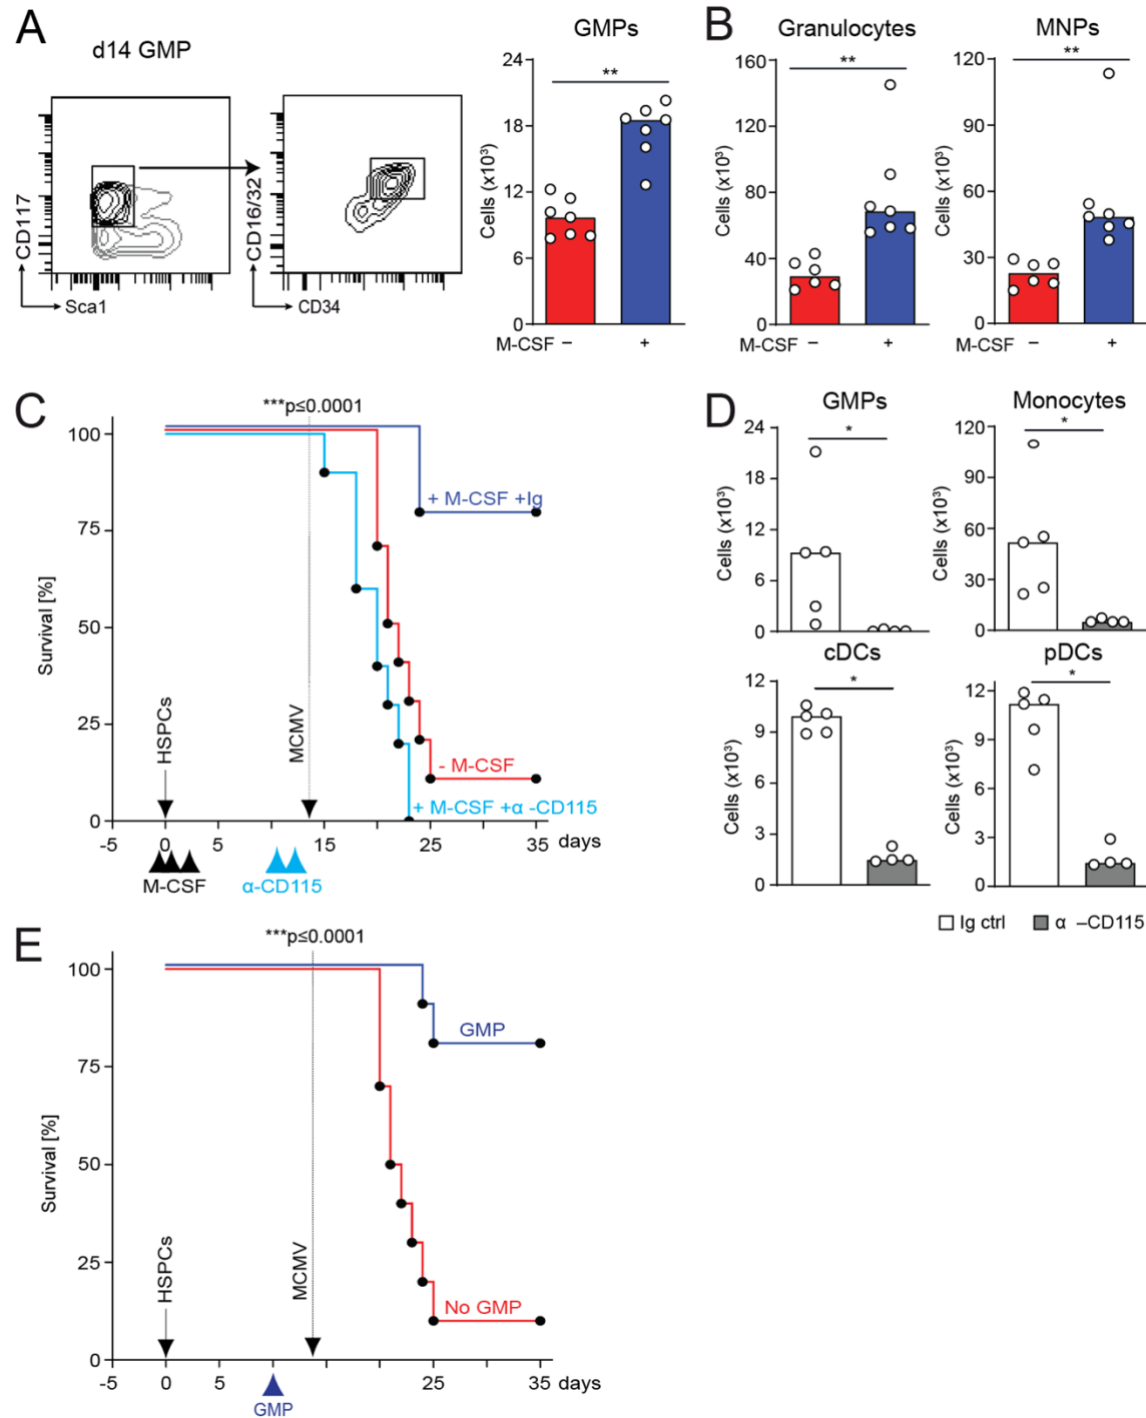 A
d14 GMP
CD117
Sca1
CD16/32
CD34
GMPs
**
24
18
12
6
0
Cells (x10³)
M-CSF – +
B
Granulocytes
**
160
120
80
40
0
Cells (x10³)
M-CSF – +
MNPs
**
120
90
60
30
0
Cells (x10³)
M-CSF – +
C
***p≤0.0001
100
75
50
25
0
Survival [%]
HSPCs
MCMV
+ M-CSF +Ig
- M-CSF
+ M-CSF +α -CD115
-5 0 5 15 25 35 days
M-CSF
α-CD115
D
GMPs
*
24
18
12
6
0
Cells (x10³)
Monocytes
*
120
60
30
0
Cells (x10³)
cDCs
*
12
9
6
3
0
Cells (x10³)
pDCs
*
12
9
6
3
0
Cells (x10³)
Ig ctrl α –CD115
E
***p≤0.0001
100
75
50
25
0
Survival [%]
HSPCs
MCMV
GMP
No GMP
-5 0 5 15 25 35 days
GMP